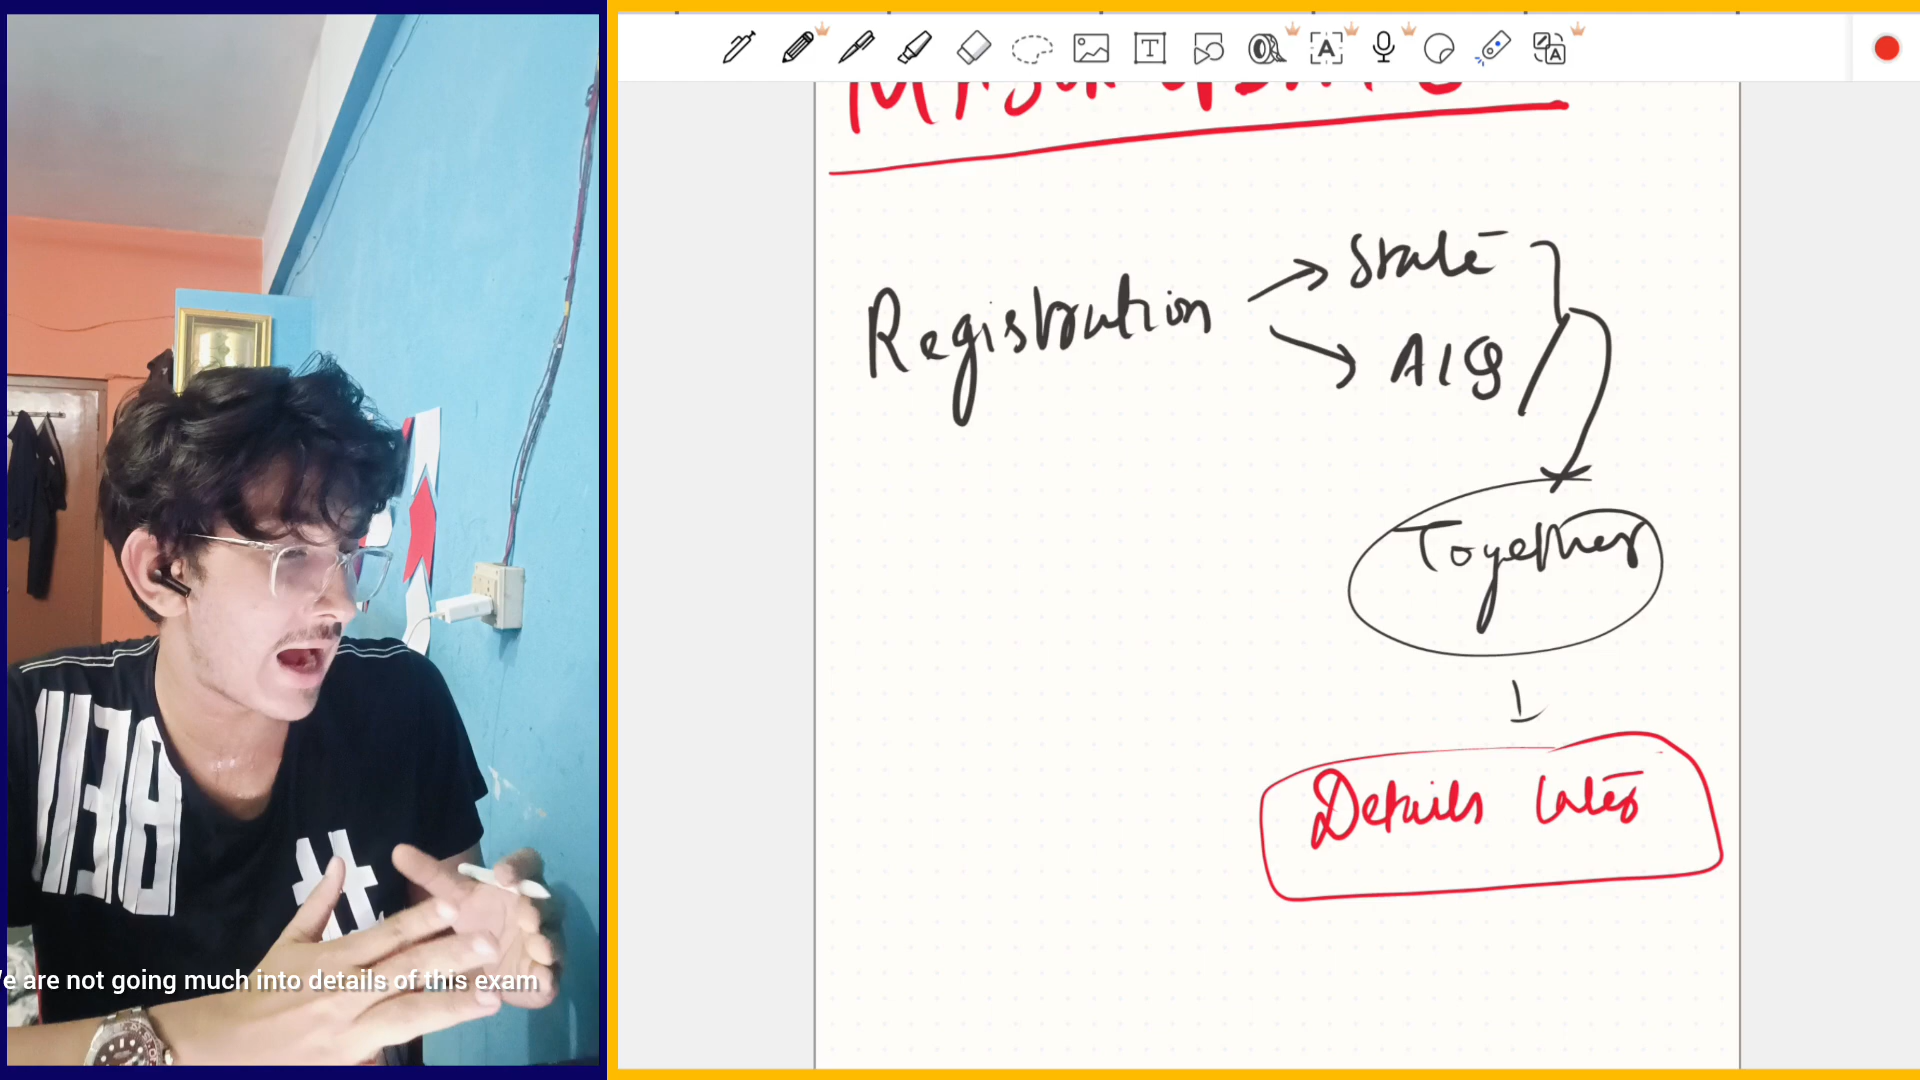 Registration
State
AIQ
Together
Details later
We are not going much into details of this exam